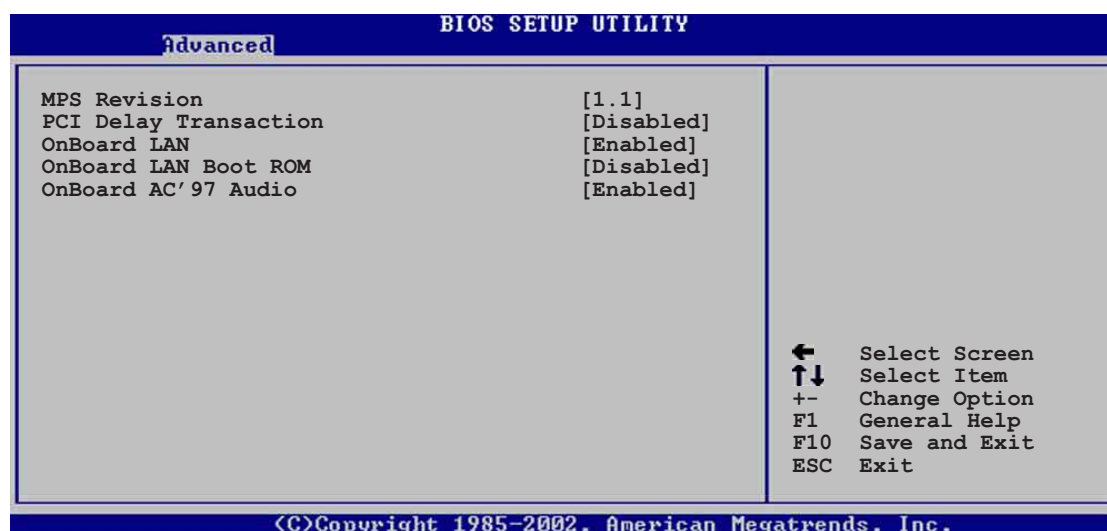 BIOS SETUP UTILITY
Advanced
MPS Revision [1.1]
PCI Delay Transaction [Disabled]
OnBoard LAN [Enabled]
OnBoard LAN Boot ROM [Disabled]
OnBoard AC'97 Audio [Enabled]
← Select Screen
↑↓ Select Item
+- Change Option
F1 General Help
F10 Save and Exit
ESC Exit
(C)Copyright 1985-2002, American Megatrends, Inc.